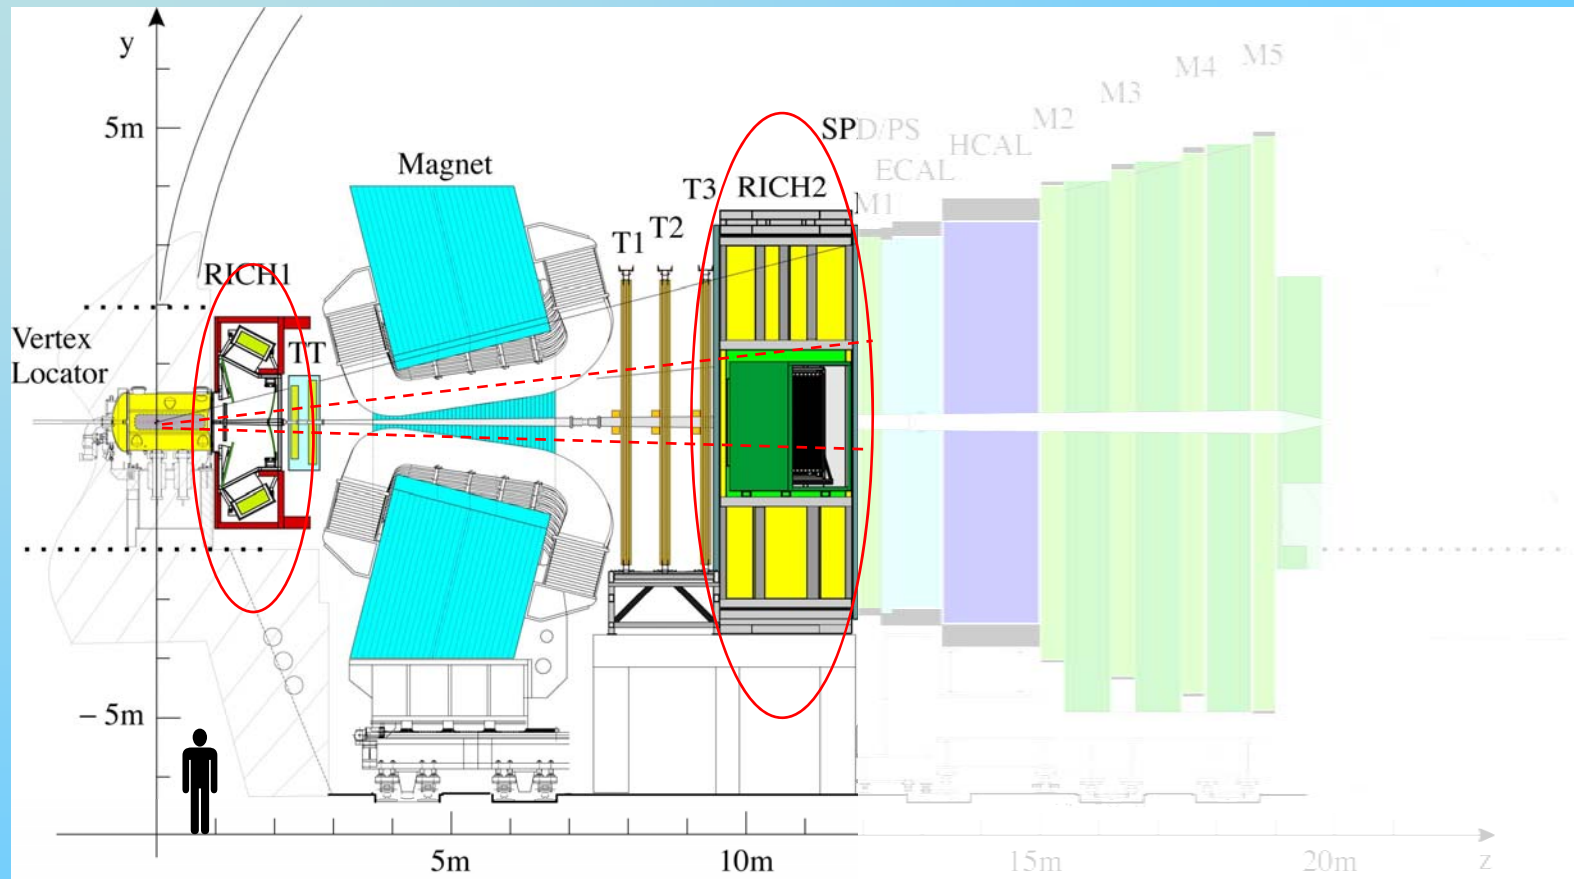 y
5m
Magnet
RICH1
TT
Vertex
Locator
T1
T2
T3
RICH2
SPD/PS
ECAL
HCAL
M1
M2
M3
M4
M5
− 5m
5m
10m
15m
20m
z